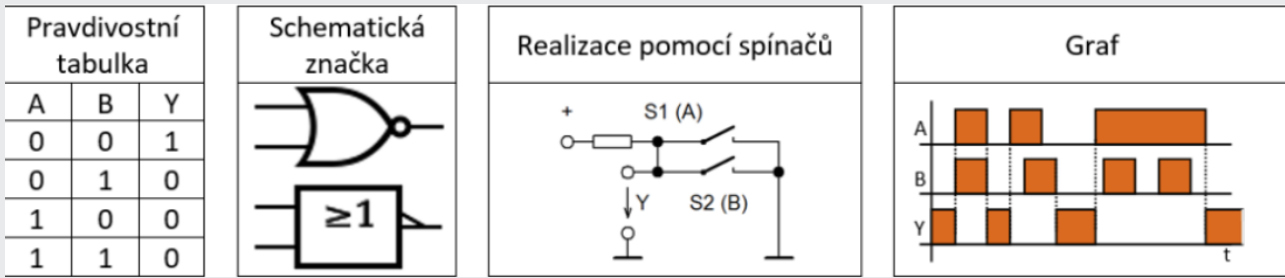 Pravdivostní
tabulka
A B Y
0 0 1
0 1 0
1 0 0
1 1 0
Schematická
značka
≥1
Realizace pomocí spínačů
+ S1 (A)
Y S2 (B)
Graf
A
B
Y
t